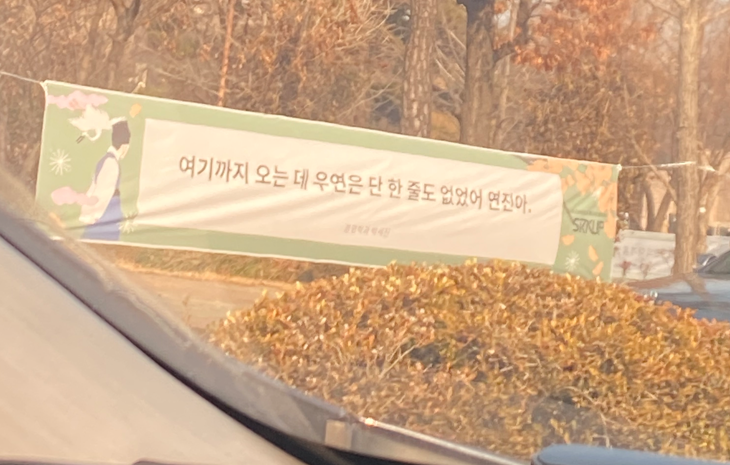 여기까지 오는 데 우연은 단 한 줄도 없었어 연진아.